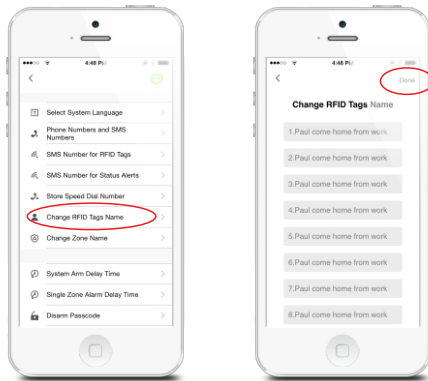 4:48 PM
Select System Language
Phone Numbers and SMS
Numbers
SMS Number for RFID Tags
SMS Number for Status Alerts
Store Speed Dial Number
Change RFID Tags Name
Change Zone Name
System Arm Delay Time
Single Zone Alarm Delay Time
Disarm Passcode
4:48 PM
Done
Change RFID Tags Name
1.Paul come home from work
2.Paul come home from work
3.Paul come home from work
4.Paul come home from work
5.Paul come home from work
6.Paul come home from work
7.Paul come home from work
8.Paul come home from work